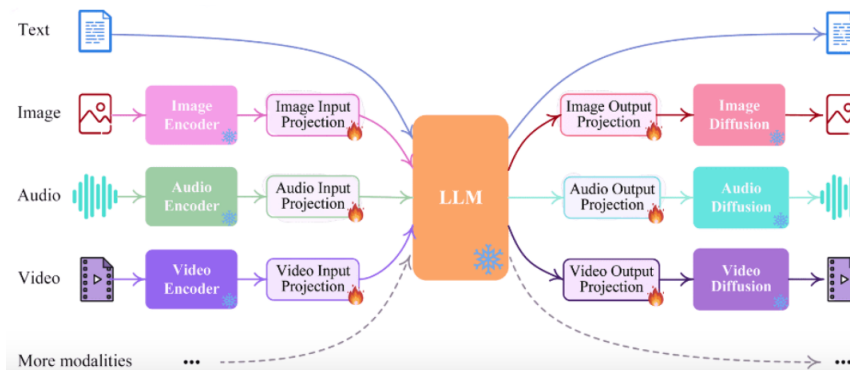 Text
Image
Image
Encoder
Image Input
Projection
Image Output
Projection
Image
Diffusion
Audio
Audio
Encoder
Audio Input
Projection
LLM
Audio Output
Projection
Audio
Diffusion
Video
Video
Encoder
Video Input
Projection
Video Output
Projection
Video
Diffusion
More modalities
...
...